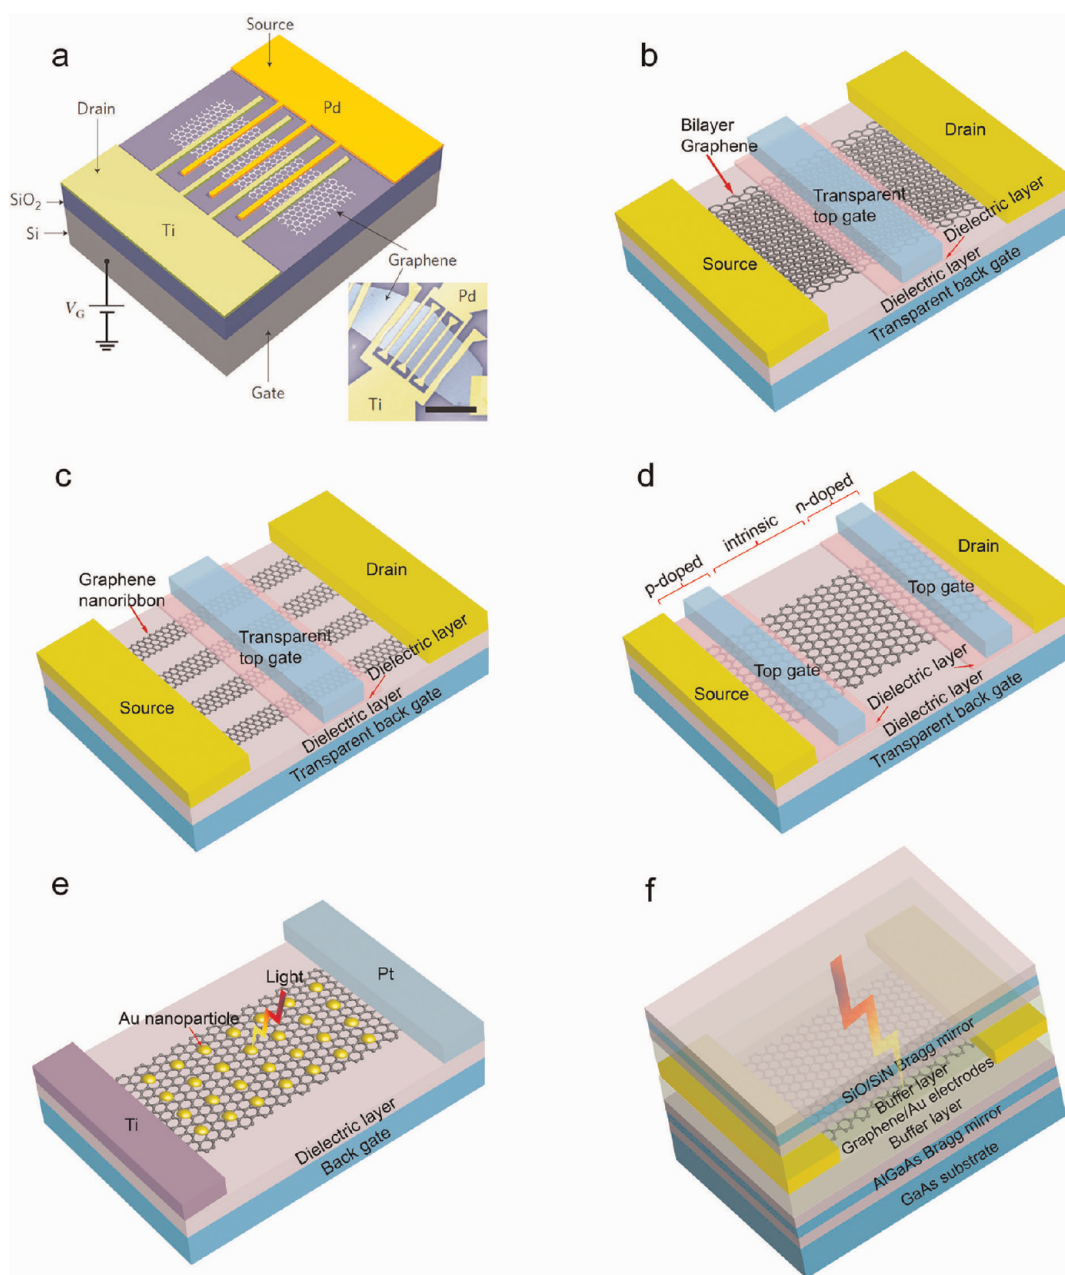 a
Source
Pd
Drain
SiO2
Si
Ti
VG
Graphene
Gate
Pd
Ti
b
Bilayer
Graphene
Drain
Transparent
top gate
Source
Dielectric layer
Dielectric layer
Transparent back gate
c
Graphene
nanoribbon
Drain
Transparent
top gate
Source
Dielectric layer
Dielectric layer
Transparent back gate
d
p-doped
intrinsic
n-doped
Drain
Top gate
Top gate
Source
Dielectric layer
Dielectric layer
Transparent back gate
e
Pt
Light
Au nanoparticle
Ti
Dielectric layer
Back gate
f
SiO/SiN Bragg mirror
Buffer layer
Graphene/Au electrodes
Buffer layer
AlGaAs Bragg mirror
GaAs substrate